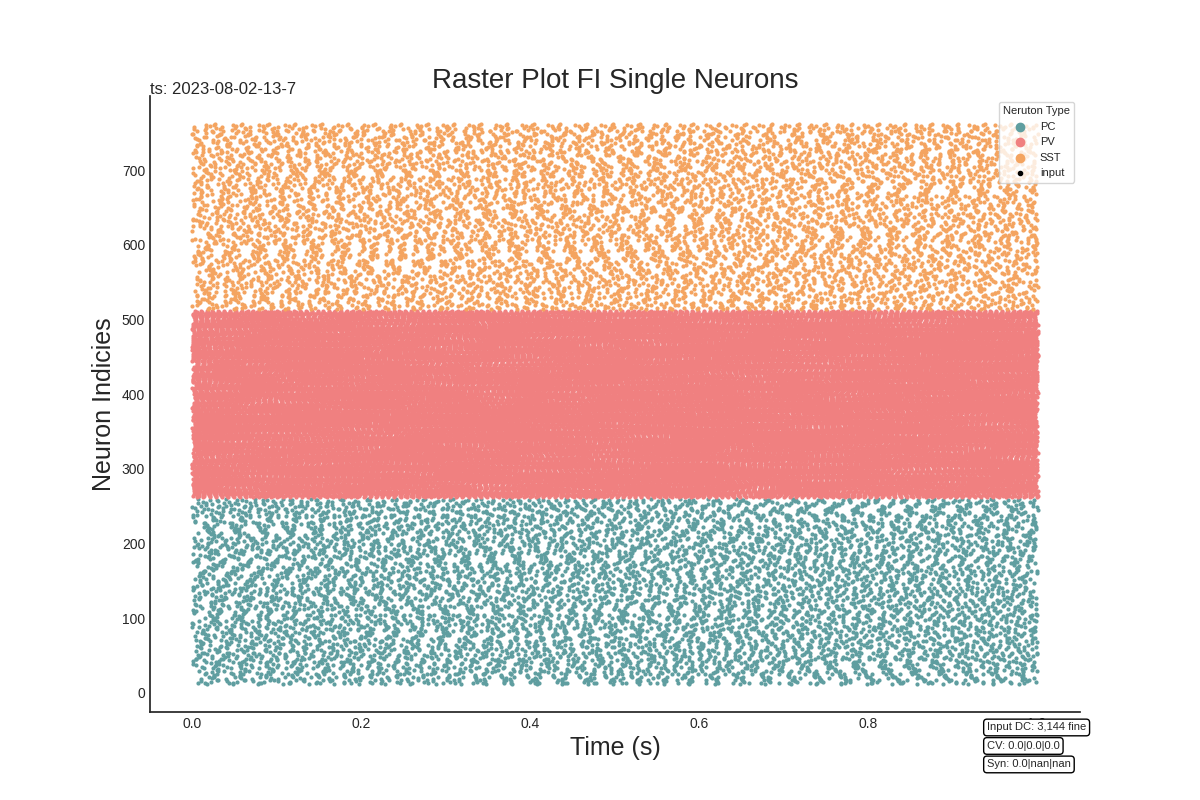 Raster Plot FI Single Neurons
ts: 2023-08-02-13-7
Neruton Type
PC
PV
SST
input
700
600
500
400
300
200
100
0
Neuron Indicies
0.0 0.2 0.4 0.6 0.8
Time (s)
Input DC: 3,144 fine
CV: 0.0|0.0|0.0
Syn: 0.0|nan|nan